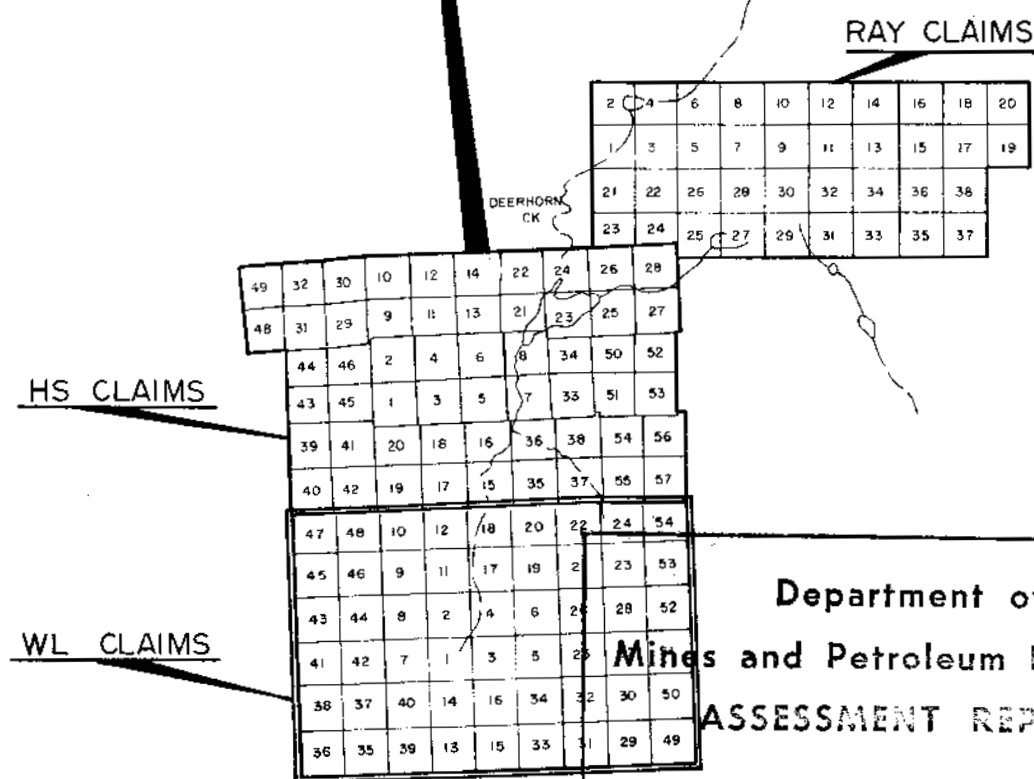 RAY CLAIMS
2 4 6 8 10 12 14 16 18 20
1 3 5 7 9 11 13 15 17 19
21 22 26 28 30 32 34 36 38
23 24 25 27 29 31 33 35 37
DEERHORN
CK
49 32 30 10 12 14 22 24 26 28
48 31 29 9 11 13 21 23 25 27
44 46 2 4 6 8 34 50 52
43 45 1 3 5 7 33 51 53
HS CLAIMS
39 41 20 18 16 36 38 54 56
40 42 19 17 15 35 37 55 57
47 48 10 12 18 20 22 24 54
45 46 9 11 17 19 2 23 53
43 44 8 2 4 6 28 52
WL CLAIMS
41 42 7 1 3 5
38 37 40 14 16 34 32 30 50
36 35 39 13 15 33 31 29 49
Department of
Mines and Petroleum
ASSESSMENT REP